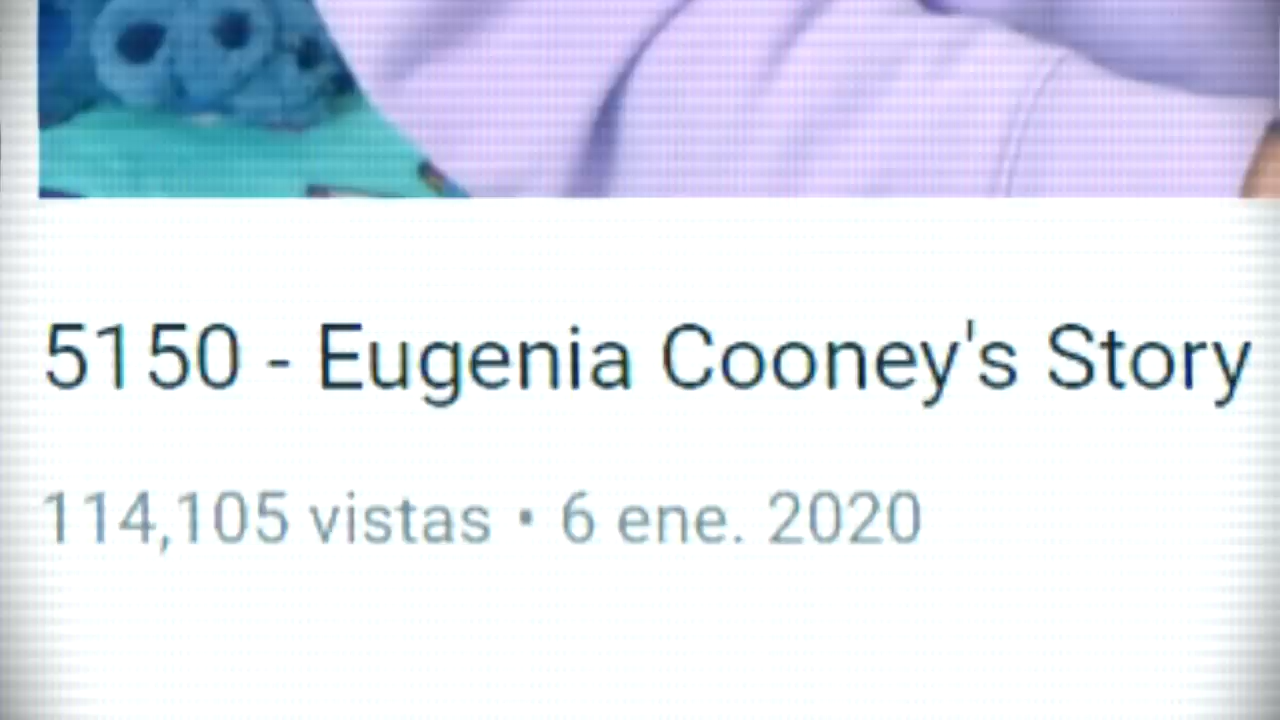 5150 - Eugenia Cooney's Story
114,105 vistas • 6 ene. 2020